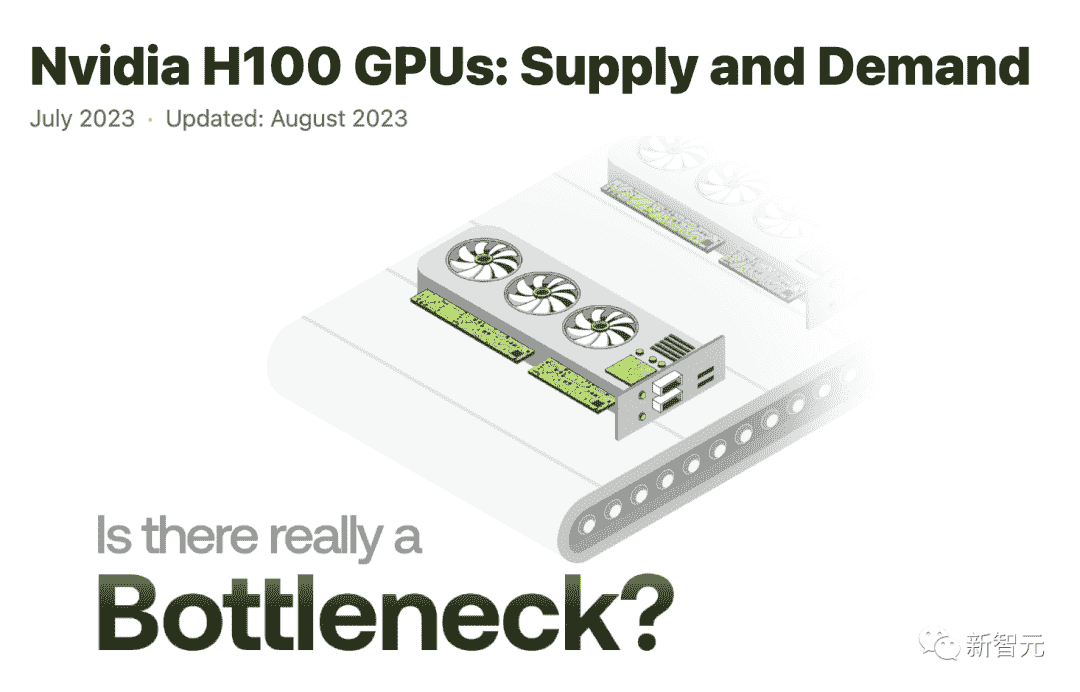 Nvidia H100 GPUs: Supply and Demand
July 2023 · Updated: August 2023
Is there really a
Bottleneck?
新智元